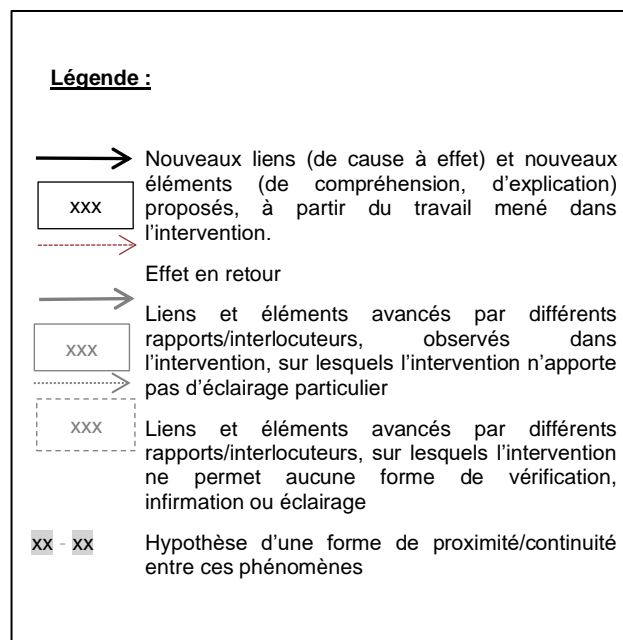 Légende :
Nouveaux liens (de cause à effet) et nouveaux
éléments (de compréhension, d'explication)
xxx
proposés, à partir du travail mené dans
l'intervention.
Effet en retour
Liens et éléments avancés par différents
rapports/interlocuteurs, observés dans
xxx
l'intervention, sur lesquels l'intervention n'apporte
pas d'éclairage particulier
xxx
Liens et éléments avancés par différents
rapports/interlocuteurs, sur lesquels l'intervention
ne permet aucune forme de vérification,
infirmation ou éclairage
xx - xx Hypothèse d'une forme de proximité/continuité
entre ces phénomènes